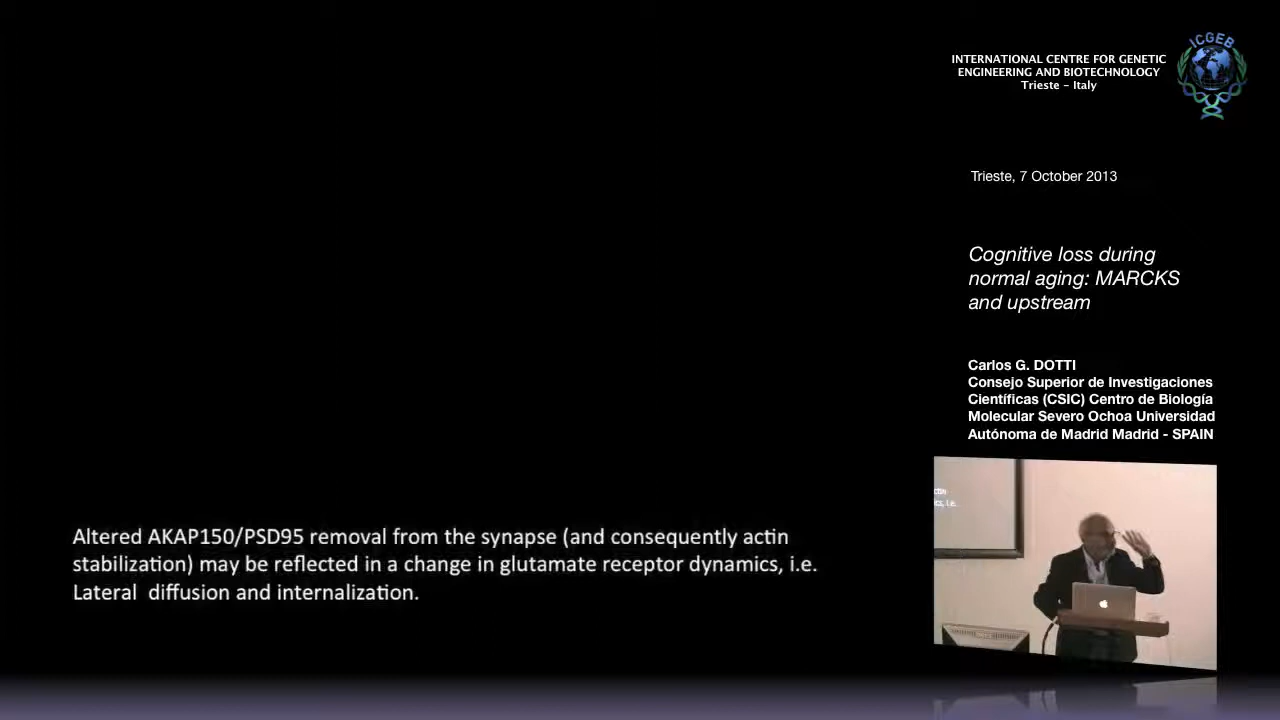 ICGEB
INTERNATIONAL CENTRE FOR GENETIC
ENGINEERING AND BIOTECHNOLOGY
Trieste - Italy
Trieste, 7 October 2013
Cognitive loss during
normal aging: MARCKS
and upstream
Carlos G. DOTTI
Consejo Superior de Investigaciones
Científicas (CSIC) Centro de Biología
Molecular Severo Ochoa Universidad
Autónoma de Madrid Madrid - SPAIN
Altered AKAP150/PSD95 removal from the synapse (and consequently actin
stabilization) may be reflected in a change in glutamate receptor dynamics, i.e.
Lateral diffusion and internalization.